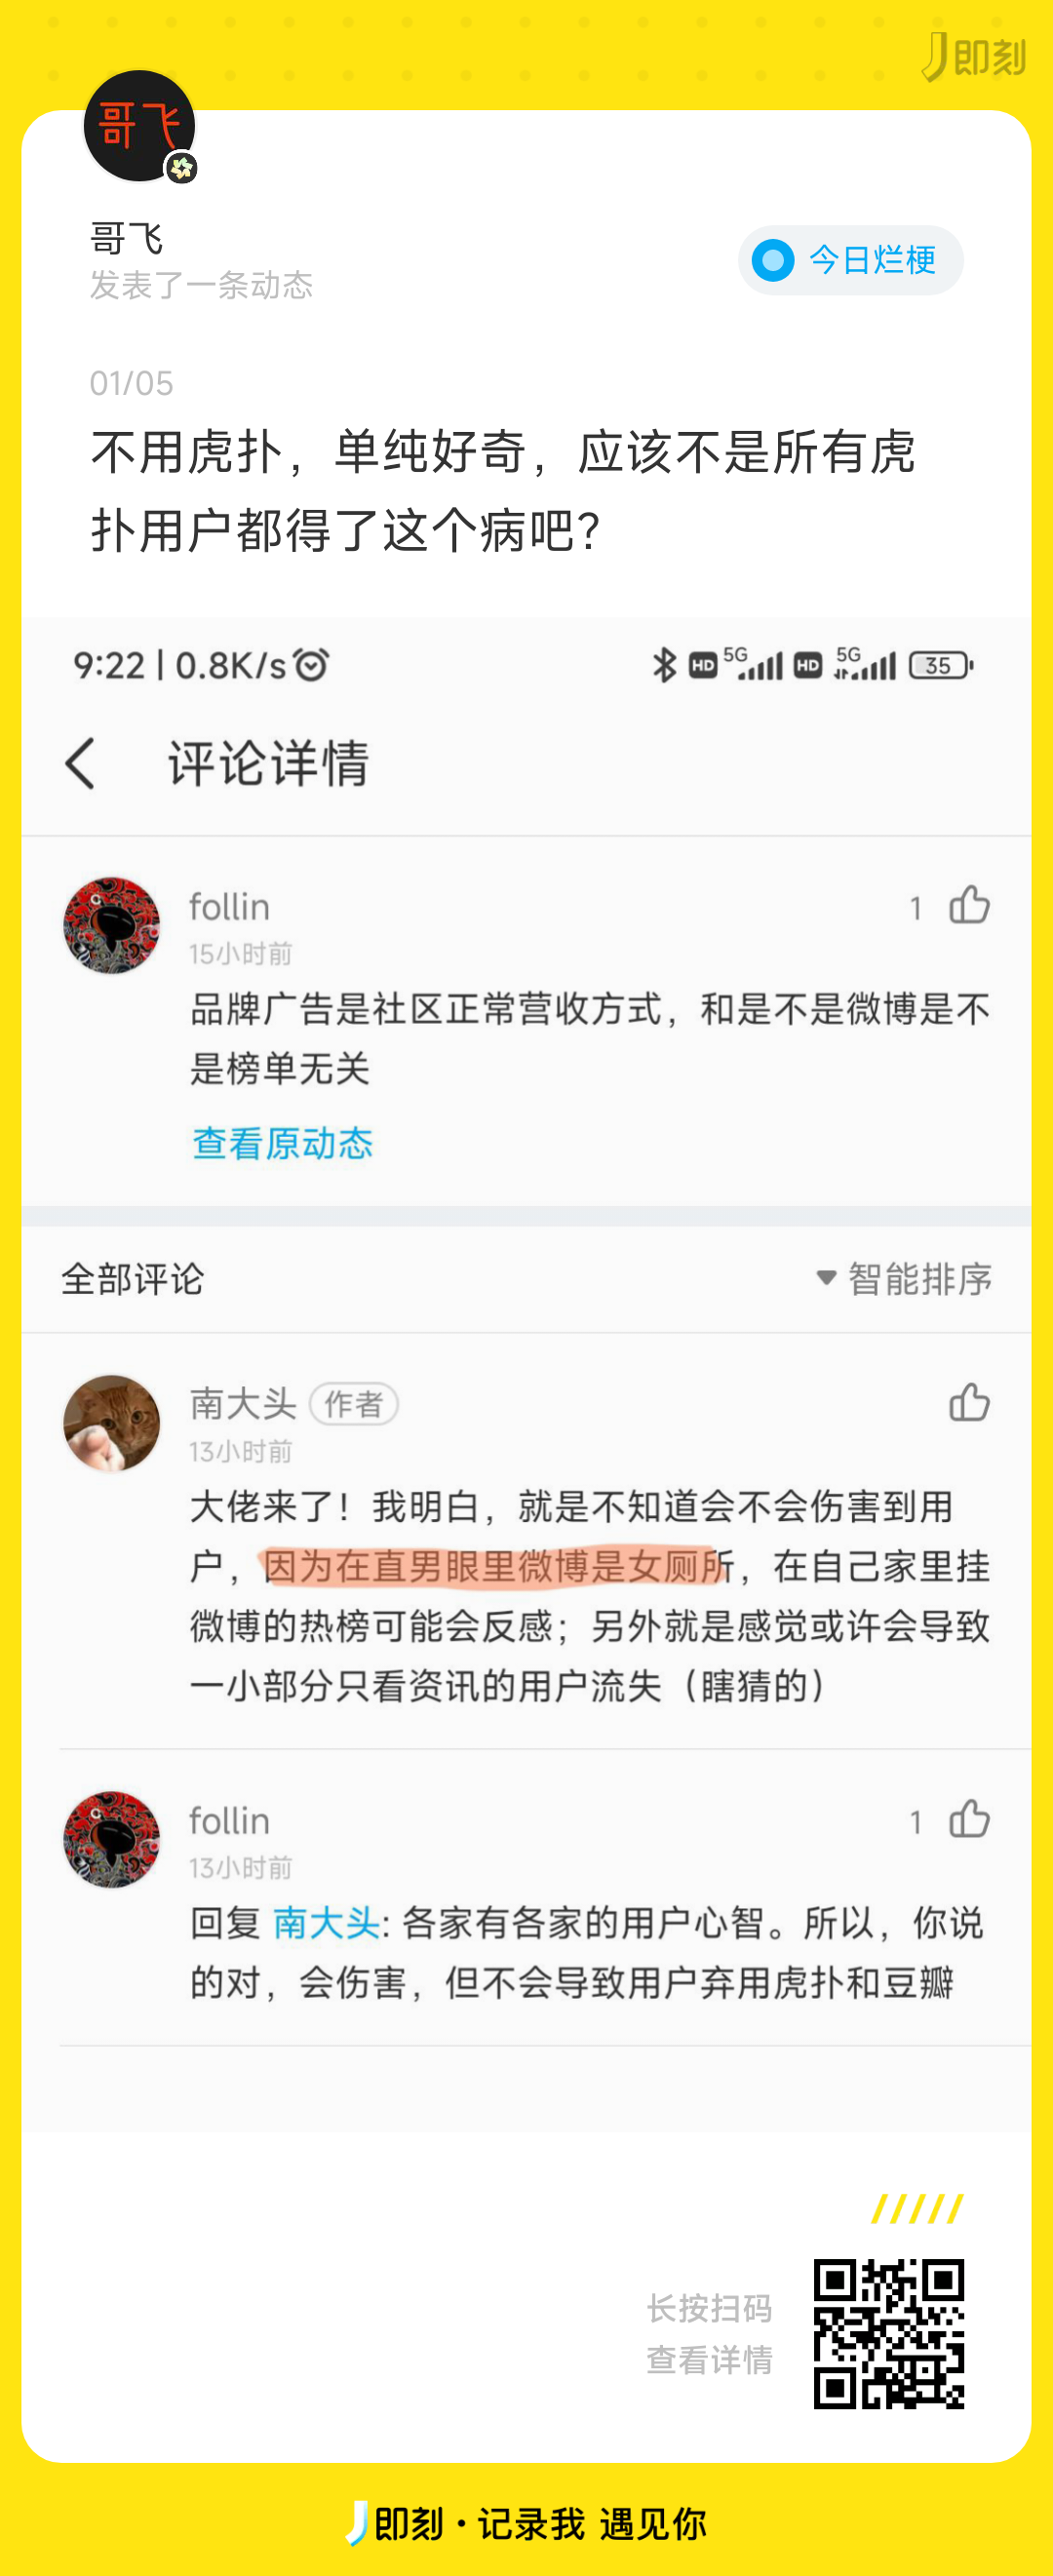 即刻
哥飞
哥飞
发表了一条动态
今日烂梗
01/05
不用虎扑，单纯好奇，应该不是所有虎
扑用户都得了这个病吧？
9:22 | 0.8K/s HD 5G HD 5G 35
评论详情
follin 1
15小时前
品牌广告是社区正常营收方式，和是不是微博是不
是榜单无关
查看原动态
全部评论 智能排序
南大头 作者
13小时前
大佬来了！我明白，就是不知道会不会伤害到用
户，因为在直男眼里微博是女厕所，在自己家里挂
微博的热榜可能会反感；另外就是感觉或许会导致
一小部分只看资讯的用户流失（瞎猜的）
follin 1
13小时前
回复 南大头: 各家有各家的用户心智。所以，你说
的对，会伤害，但不会导致用户弃用虎扑和豆瓣
长按扫码
查看详情
即刻·记录我 遇见你